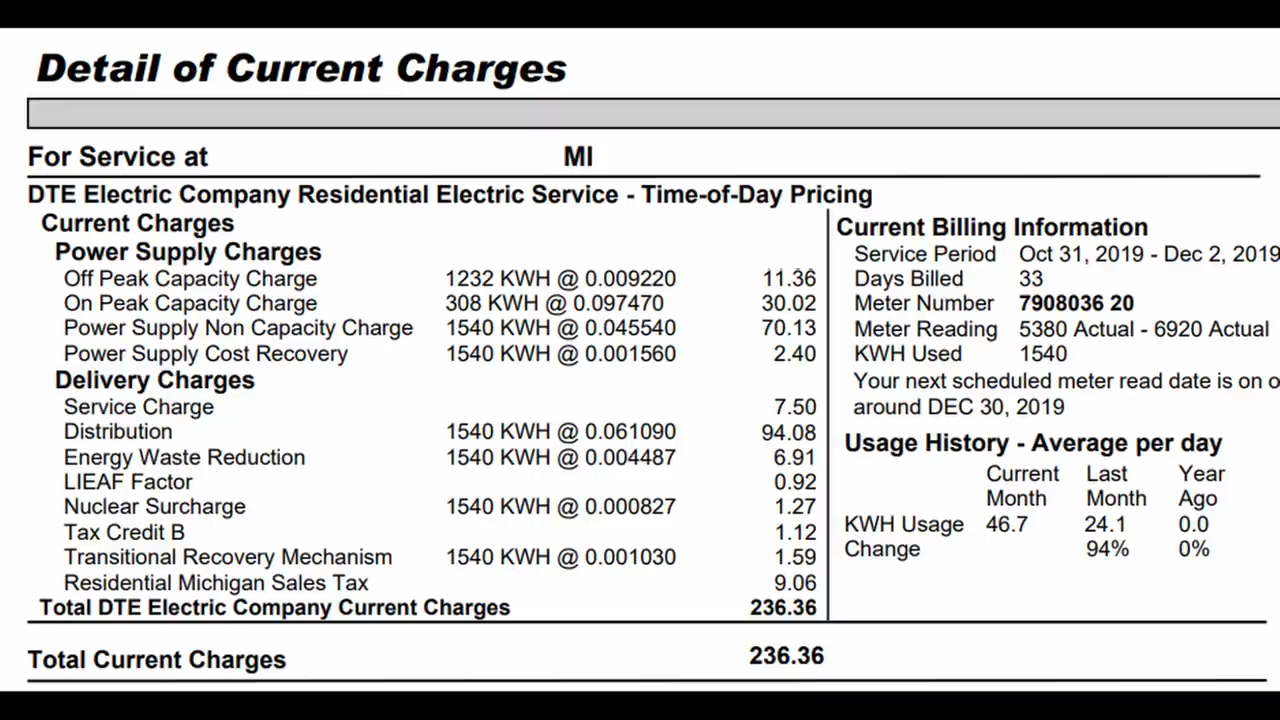 Detail of Current Charges
For Service at MI
DTE Electric Company Residential Electric Service - Time-of-Day Pricing
Current Charges
Power Supply Charges
Off Peak Capacity Charge 1232 KWH @ 0.009220 11.36
On Peak Capacity Charge 308 KWH @ 0.097470 30.02
Power Supply Non Capacity Charge 1540 KWH @ 0.045540 70.13
Power Supply Cost Recovery 1540 KWH @ 0.001560 2.40
Delivery Charges
Service Charge 7.50
Distribution 1540 KWH @ 0.061090 94.08
Energy Waste Reduction 1540 KWH @ 0.004487 6.91
LIEAF Factor 0.92
Nuclear Surcharge 1540 KWH @ 0.000827 1.27
Tax Credit B 1.12
Transitional Recovery Mechanism 1540 KWH @ 0.001030 1.59
Residential Michigan Sales Tax 9.06
Total DTE Electric Company Current Charges 236.36
Current Billing Information
Service Period Oct 31, 2019 - Dec 2, 2019
Days Billed 33
Meter Number 7908036 20
Meter Reading 5380 Actual - 6920 Actual
KWH Used 1540
Your next scheduled meter read date is on o
around DEC 30, 2019
Usage History - Average per day
Current Last Year
Month Month Ago
KWH Usage 46.7 24.1 0.0
Change 94% 0%
Total Current Charges 236.36